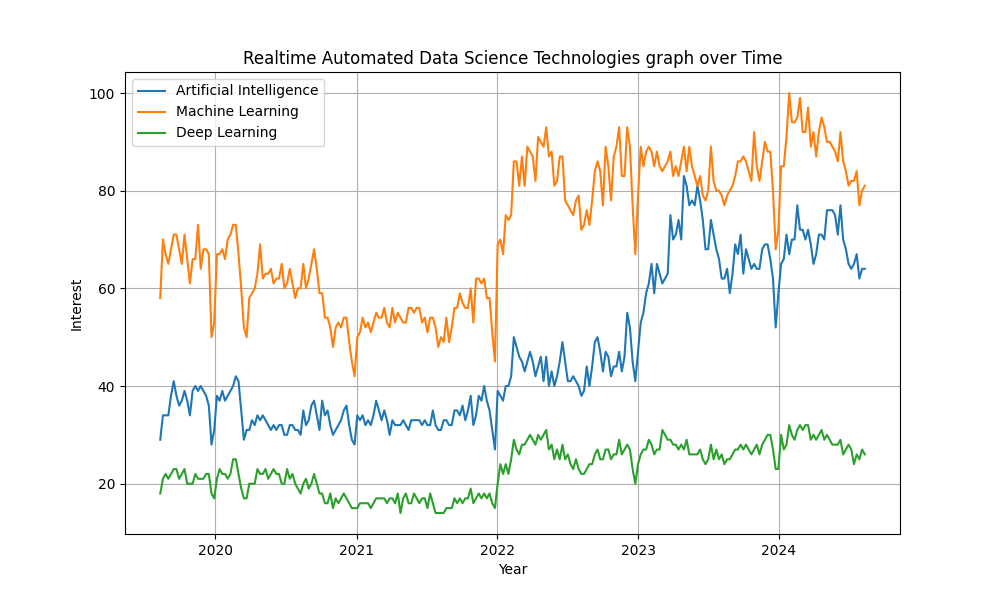 Realtime Automated Data Science Technologies graph over Time
Artificial Intelligence
Machine Learning
Deep Learning
100
80
60
40
20
Interest
2020 2021 2022 2023 2024
Year